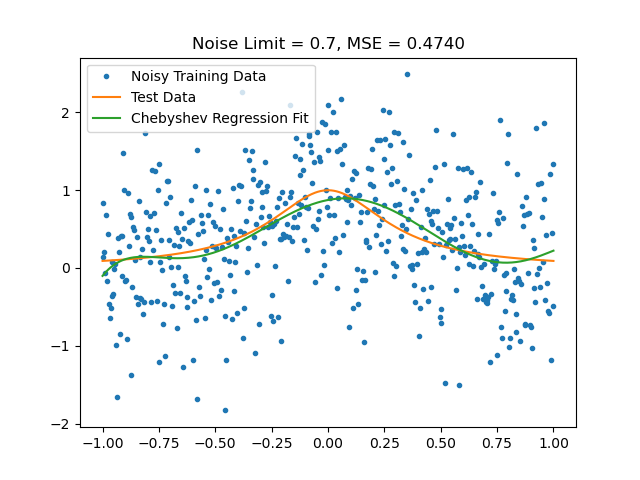 Noise Limit = 0.7, MSE = 0.4740
Noisy Training Data
Test Data
Chebyshev Regression Fit
2
1
0
−1
−2
−1.00 −0.75 −0.50 −0.25 0.00 0.25 0.50 0.75 1.00